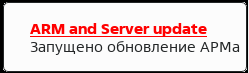 ARM and Server update
Запущено обновление АРМа